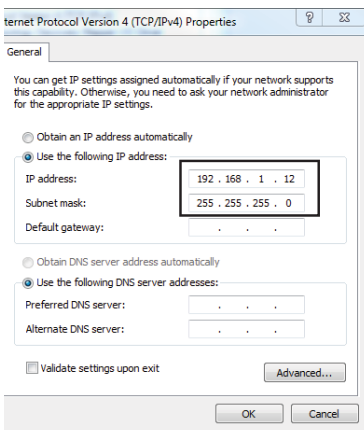 ternet Protocol Version 4 (TCP/IPv4) Properties
General
You can get IP settings assigned automatically if your network supports
this capability. Otherwise, you need to ask your network administrator
for the appropriate IP settings.
Obtain an IP address automatically
Use the following IP address:
IP address: 192 . 168 . 1 . 12
Subnet mask: 255 . 255 . 255 . 0
Default gateway: . . .
Obtain DNS server address automatically
Use the following DNS server addresses:
Preferred DNS server: . . .
Alternate DNS server: . . .
Validate settings upon exit
Advanced...
OK Cancel